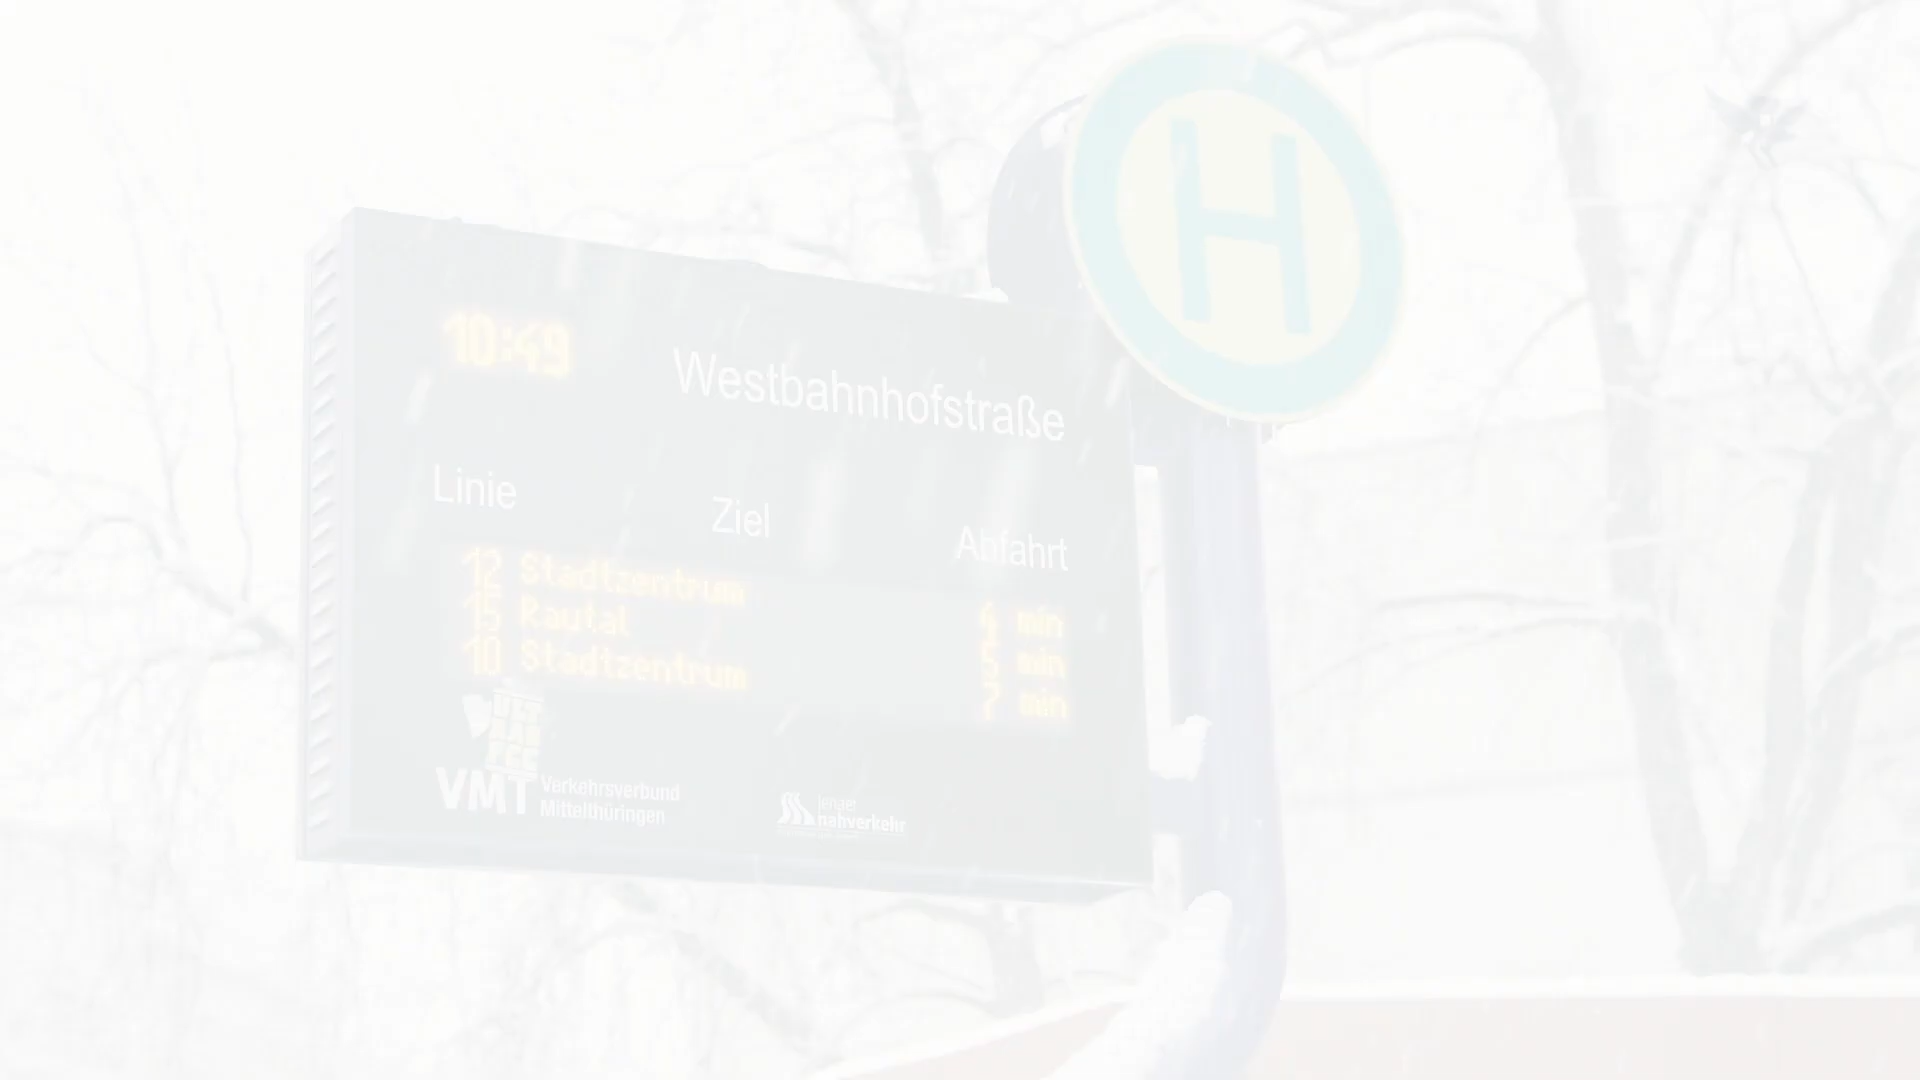 H
10:49
Westbahnhofstraße
Linie Ziel Abfahrt
12 Stadtzentrum 4 min
15 Rautal 5 min
10 Stadtzentrum 7 min
VMT Verkehrsverbund
Mittelthüringen
jenaer
nahverkehr